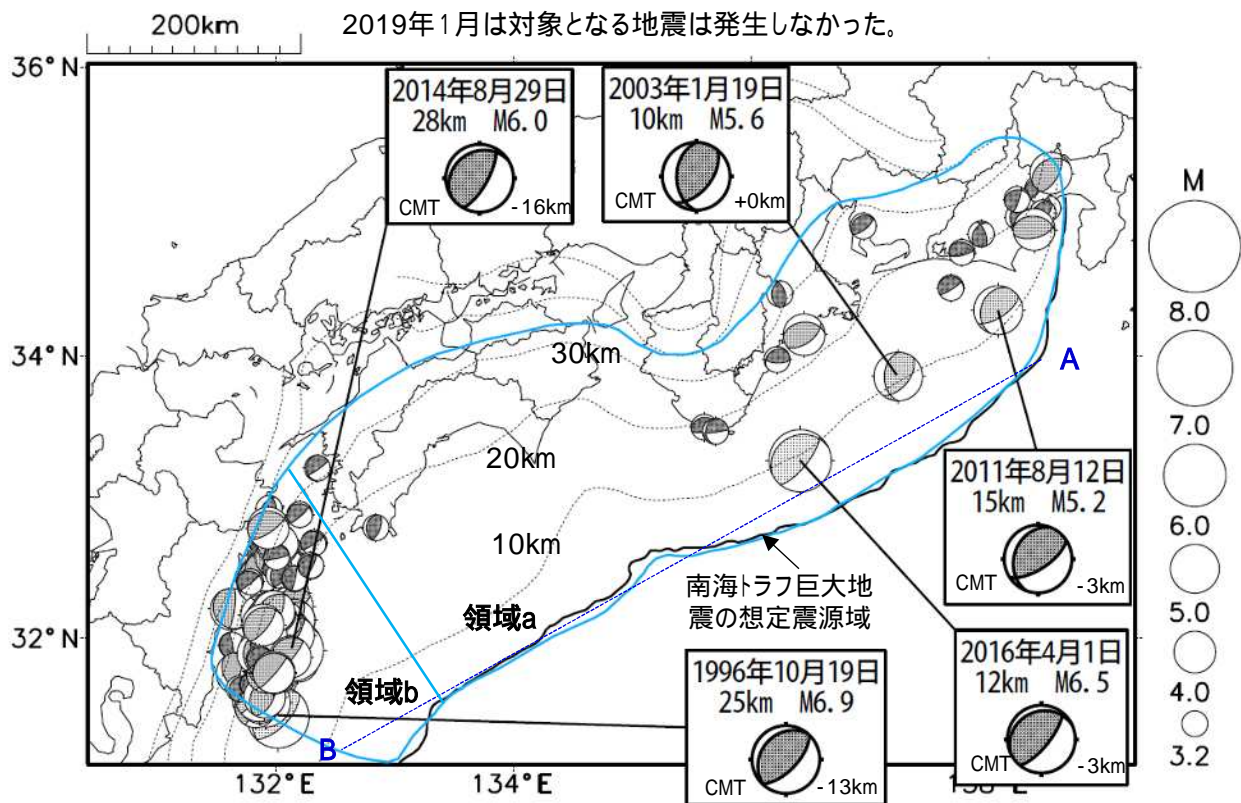 200km
2019年1月は対象となる地震は発生しなかった。
36°N
34°N
32°N
132°E
134°E
138°E
2014年8月29日
28km M6.0
CMT
-16km
2003年1月19日
10km M5.6
CMT
+0km
M
8.0
7.0
6.0
5.0
4.0
3.2
30km
20km
10km
A
B
領域a
領域b
南海トラフ巨大地
震の想定震源域
2011年8月12日
15km M5.2
CMT
-3km
1996年10月19日
25km M6.9
CMT
-13km
2016年4月1日
12km M6.5
CMT
-3km